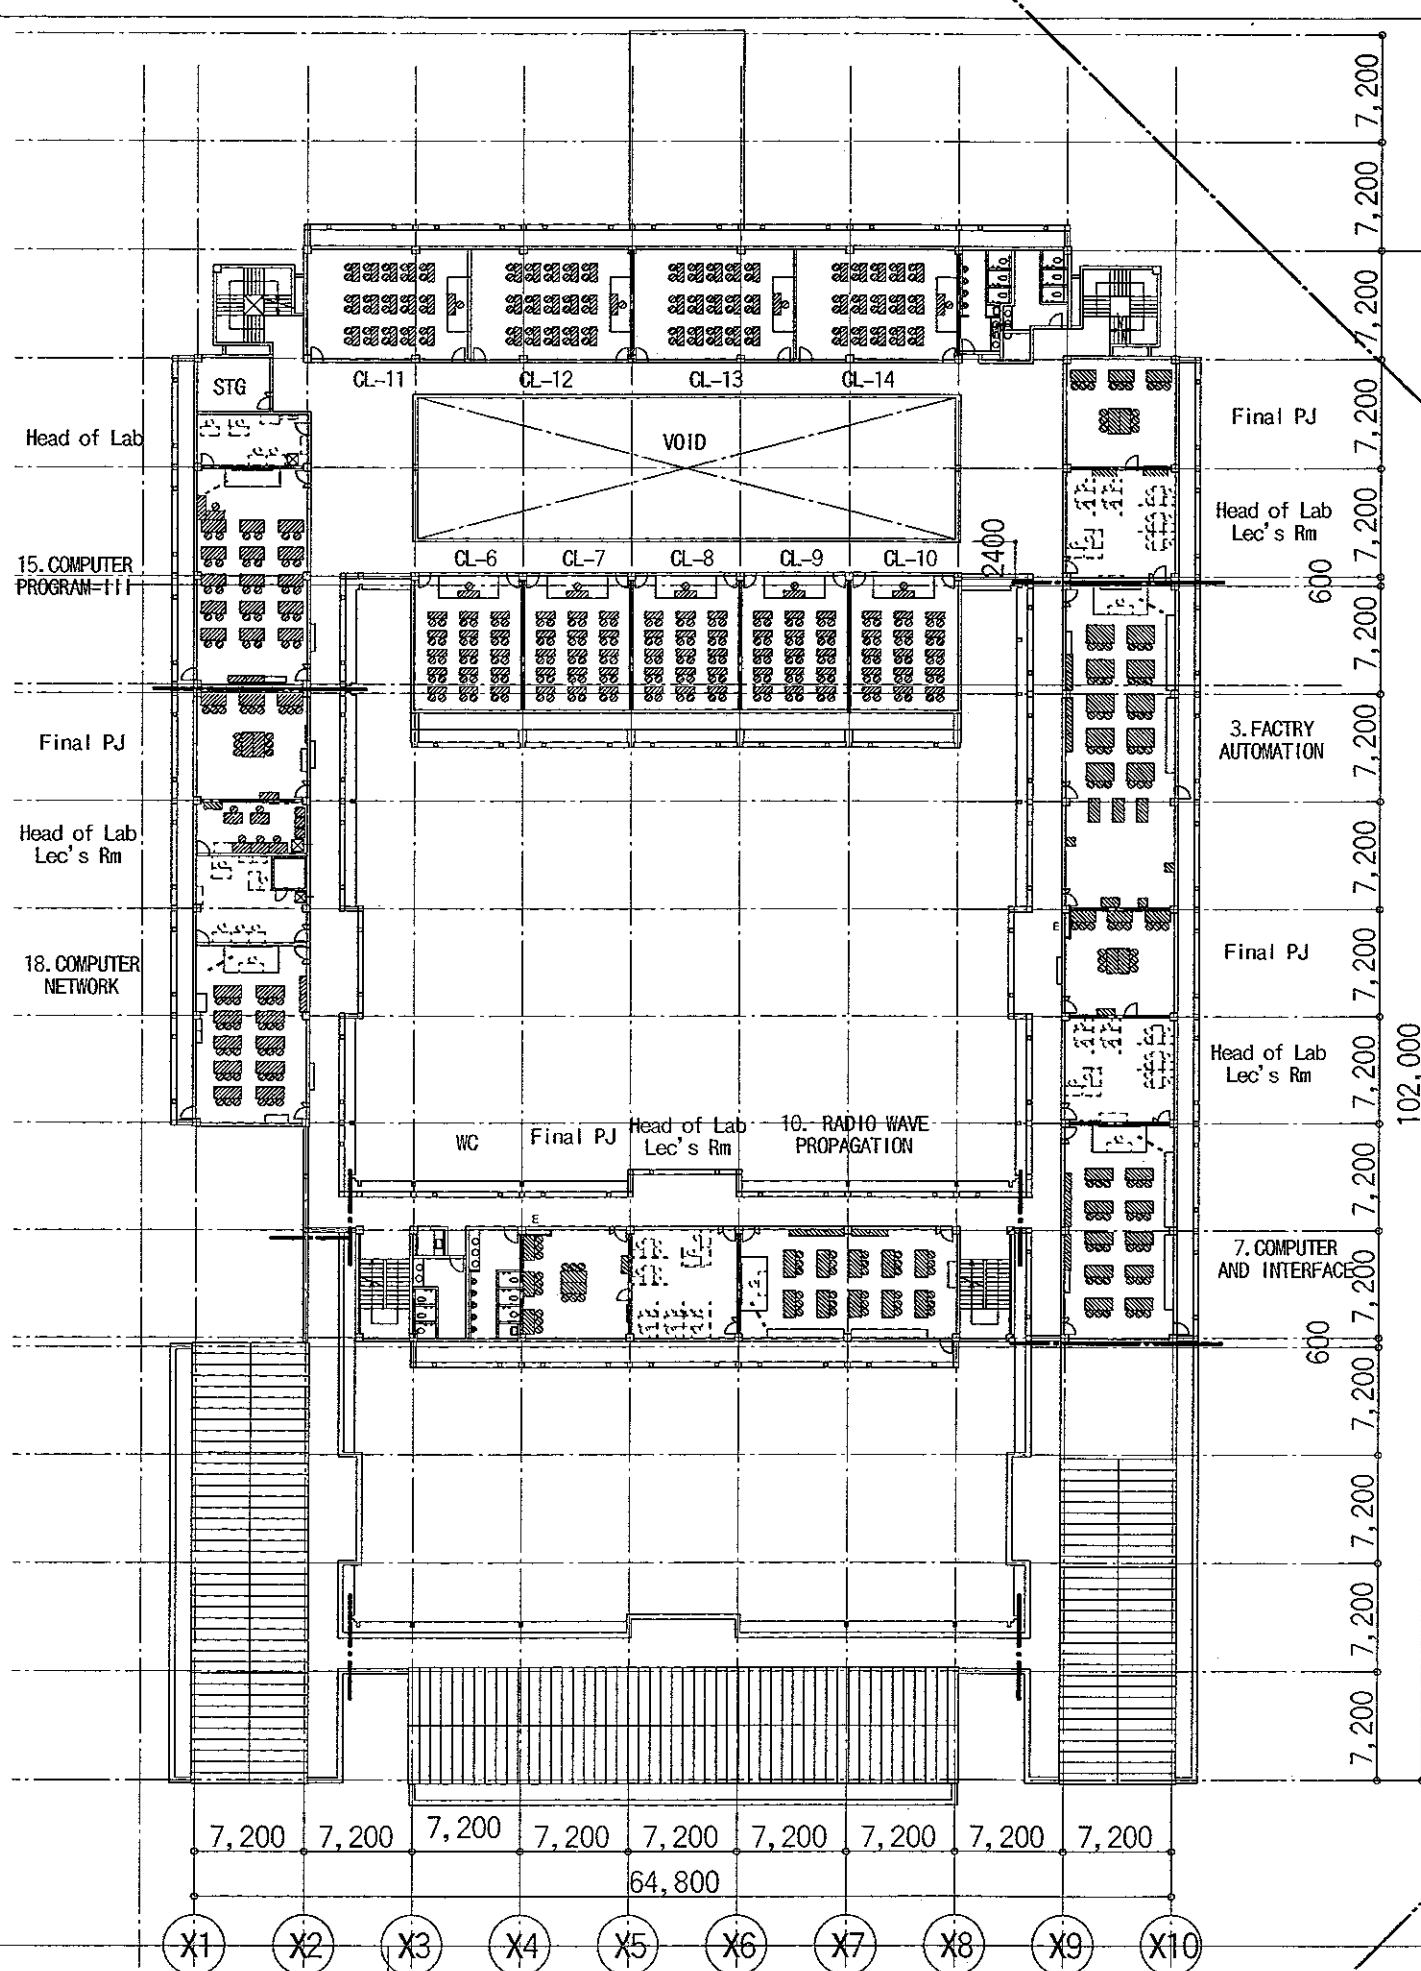 7,200
7,200
7,200
CL-11
CL-12
CL-13
CL-14
STG
Head of Lab
VOID
Final PJ
7,200
Head of Lab
Lec's Rm
7,200
CL-6
CL-7
CL-8
CL-9
CL-10
2400
15. COMPUTER
PROGRAM-III
600
7,200
Final PJ
3. FACTRY
AUTOMATION
7,200
Head of Lab
Lec's Rm
7,200
18. COMPUTER
NETWORK
E
Final PJ
7,200
Head of Lab
Lec's Rm
7,200
102,000
WC
Final PJ
Head of Lab
Lec's Rm
10. RADIO WAVE
PROPAGATION
7,200
E
7. COMPUTER
AND INTERFACE
7,200
600
7,200
7,200
7,200
7,200
7,200
7,200
7,200
7,200
7,200
7,200
7,200
7,200
7,200
64,800
X1
X2
X3
X4
X5
X6
X7
X8
X9
X10